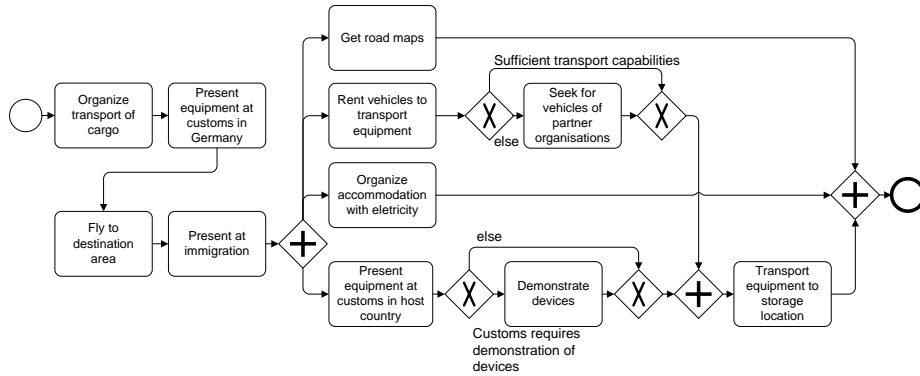 Organize
transport of
cargo
Present
equipment at
customs in
Germany
Fly to
destination
area
Present at
immigration
Get road maps
Rent vehicles to
transport
equipment
Sufficient transport capabilities
else
Seek for
vehicles of
partner
organisations
Organize
accommodation
with eletricity
Present
equipment at
customs in host
country
else
Demonstrate
devices
Customs requires
demonstration of
devices
Transport
equipment to
storage
location